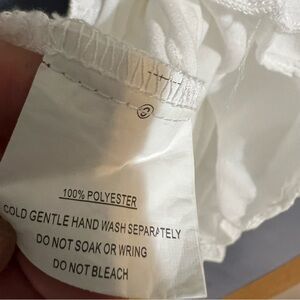 100% POLYESTER
COLD GENTLE HAND WASH SEPARATELY
DO NOT SOAK OR WRING
DO NOT BLEACH